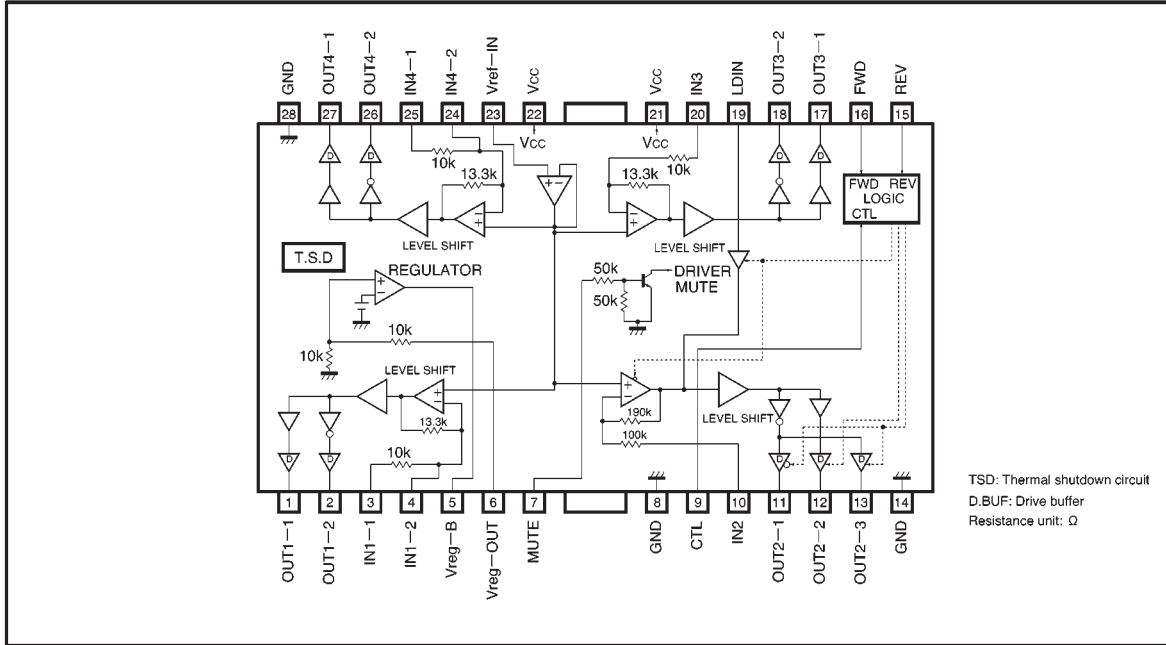 GND
OUT4-1
OUT4-2
IN4-1
IN4-2
Vref-IN
VCC
VCC
IN3
LDIN
OUT3-2
OUT3-1
FWD
REV
28
27
26
25
24
23
22
21
20
19
18
17
16
15
VCC
VCC
D
D
D
D
10k
10k
13.3k
13.3k
+ −
− +
− +
FWD REV
LOGIC
CTL
LEVEL SHIFT
LEVEL SHIFT
T.S.D
REGULATOR
+ −
50k
DRIVER
MUTE
50k
10k
10k
LEVEL SHIFT
+ −
+ −
LEVEL SHIFT
13.3k
190k
100k
10k
D
D
D
D
D
1
2
3
4
5
6
7
8
9
10
11
12
13
14
OUT1-1
OUT1-2
IN1-1
IN1-2
Vreg-B
Vreg-OUT
MUTE
GND
CTL
IN2
OUT2-1
OUT2-2
OUT2-3
GND
TSD: Thermal shutdown circuit
D.BUF: Drive buffer
Resistance unit: Ω